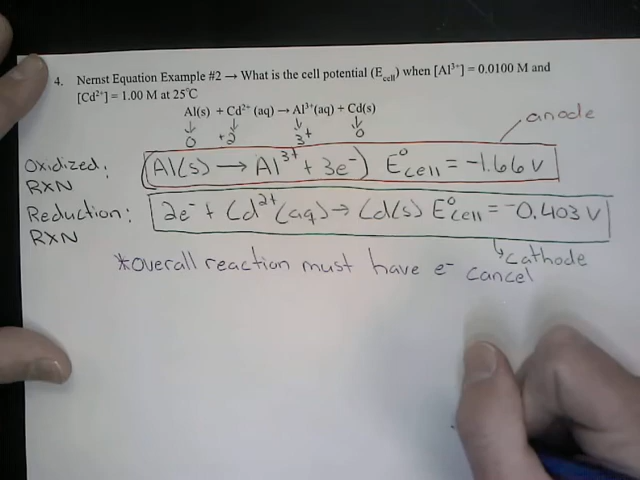 4. Nernst Equation Example #2 → What is the cell potential (Ecell) when [Al³⁺] = 0.0100 M and
[Cd²⁺] = 1.00 M at 25°C
Al(s) + Cd²⁺ (aq) → Al³⁺(aq) + Cd(s)
↓ ↓ ↓ ↓
0 +2 3+ 0
anode
Oxidized: (Al(s) → Al³⁺ + 3e⁻) E°cell = -1.66 V
RXN
Reduction: 2e⁻ + Cd²⁺(aq) → Cd(s) E°cell = -0.403 V
RXN
↳ cathode
*overall reaction must have e⁻ cancel